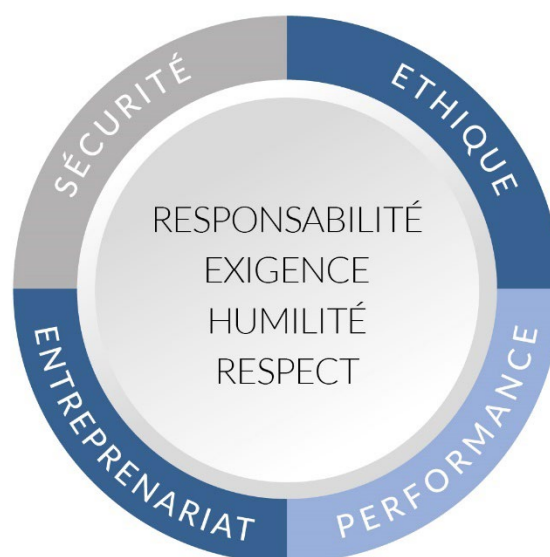 SÉCURITÉ
ETHIQUE
RESPONSABILITÉ
EXIGENCE
HUMILITÉ
RESPECT
ENTREPRENARIAT
PERFORMANCE